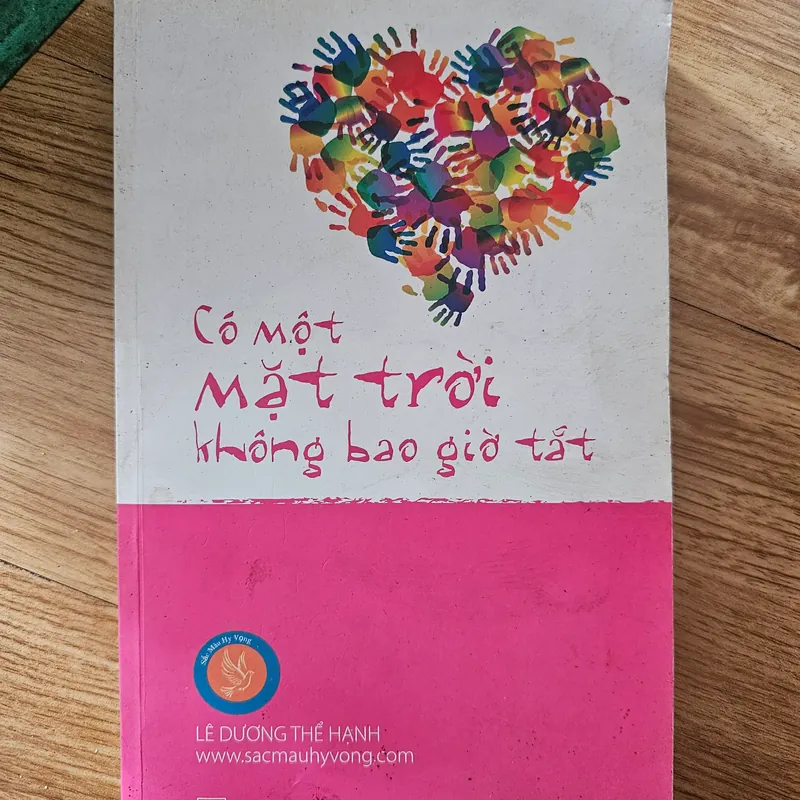 Có một
mặt trời
không bao giờ tắt
Sắc Màu Hy Vọng
LÊ DƯƠNG THỂ HẠNH
www.sacmauhyvong.com